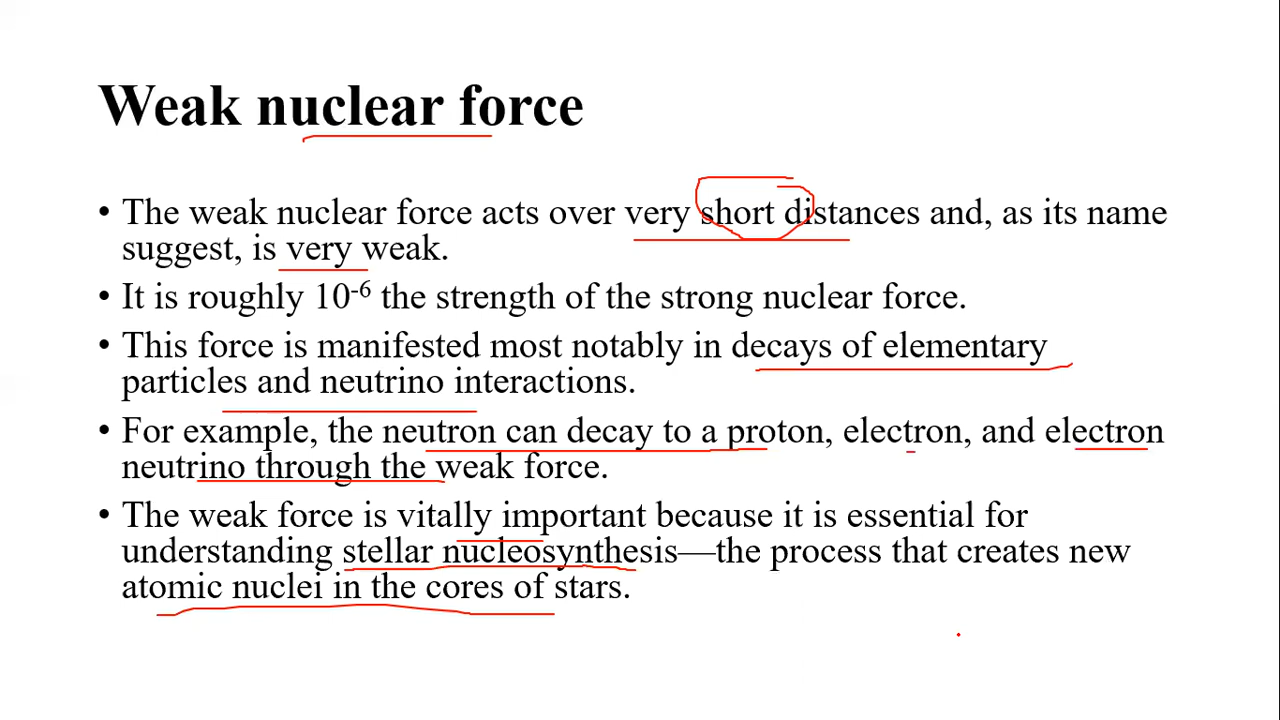 Weak nuclear force
• The weak nuclear force acts over very short distances and, as its name
suggest, is very weak.
• It is roughly 10⁻⁶ the strength of the strong nuclear force.
• This force is manifested most notably in decays of elementary
particles and neutrino interactions.
• For example, the neutron can decay to a proton, electron, and electron
neutrino through the weak force.
• The weak force is vitally important because it is essential for
understanding stellar nucleosynthesis—the process that creates new
atomic nuclei in the cores of stars.